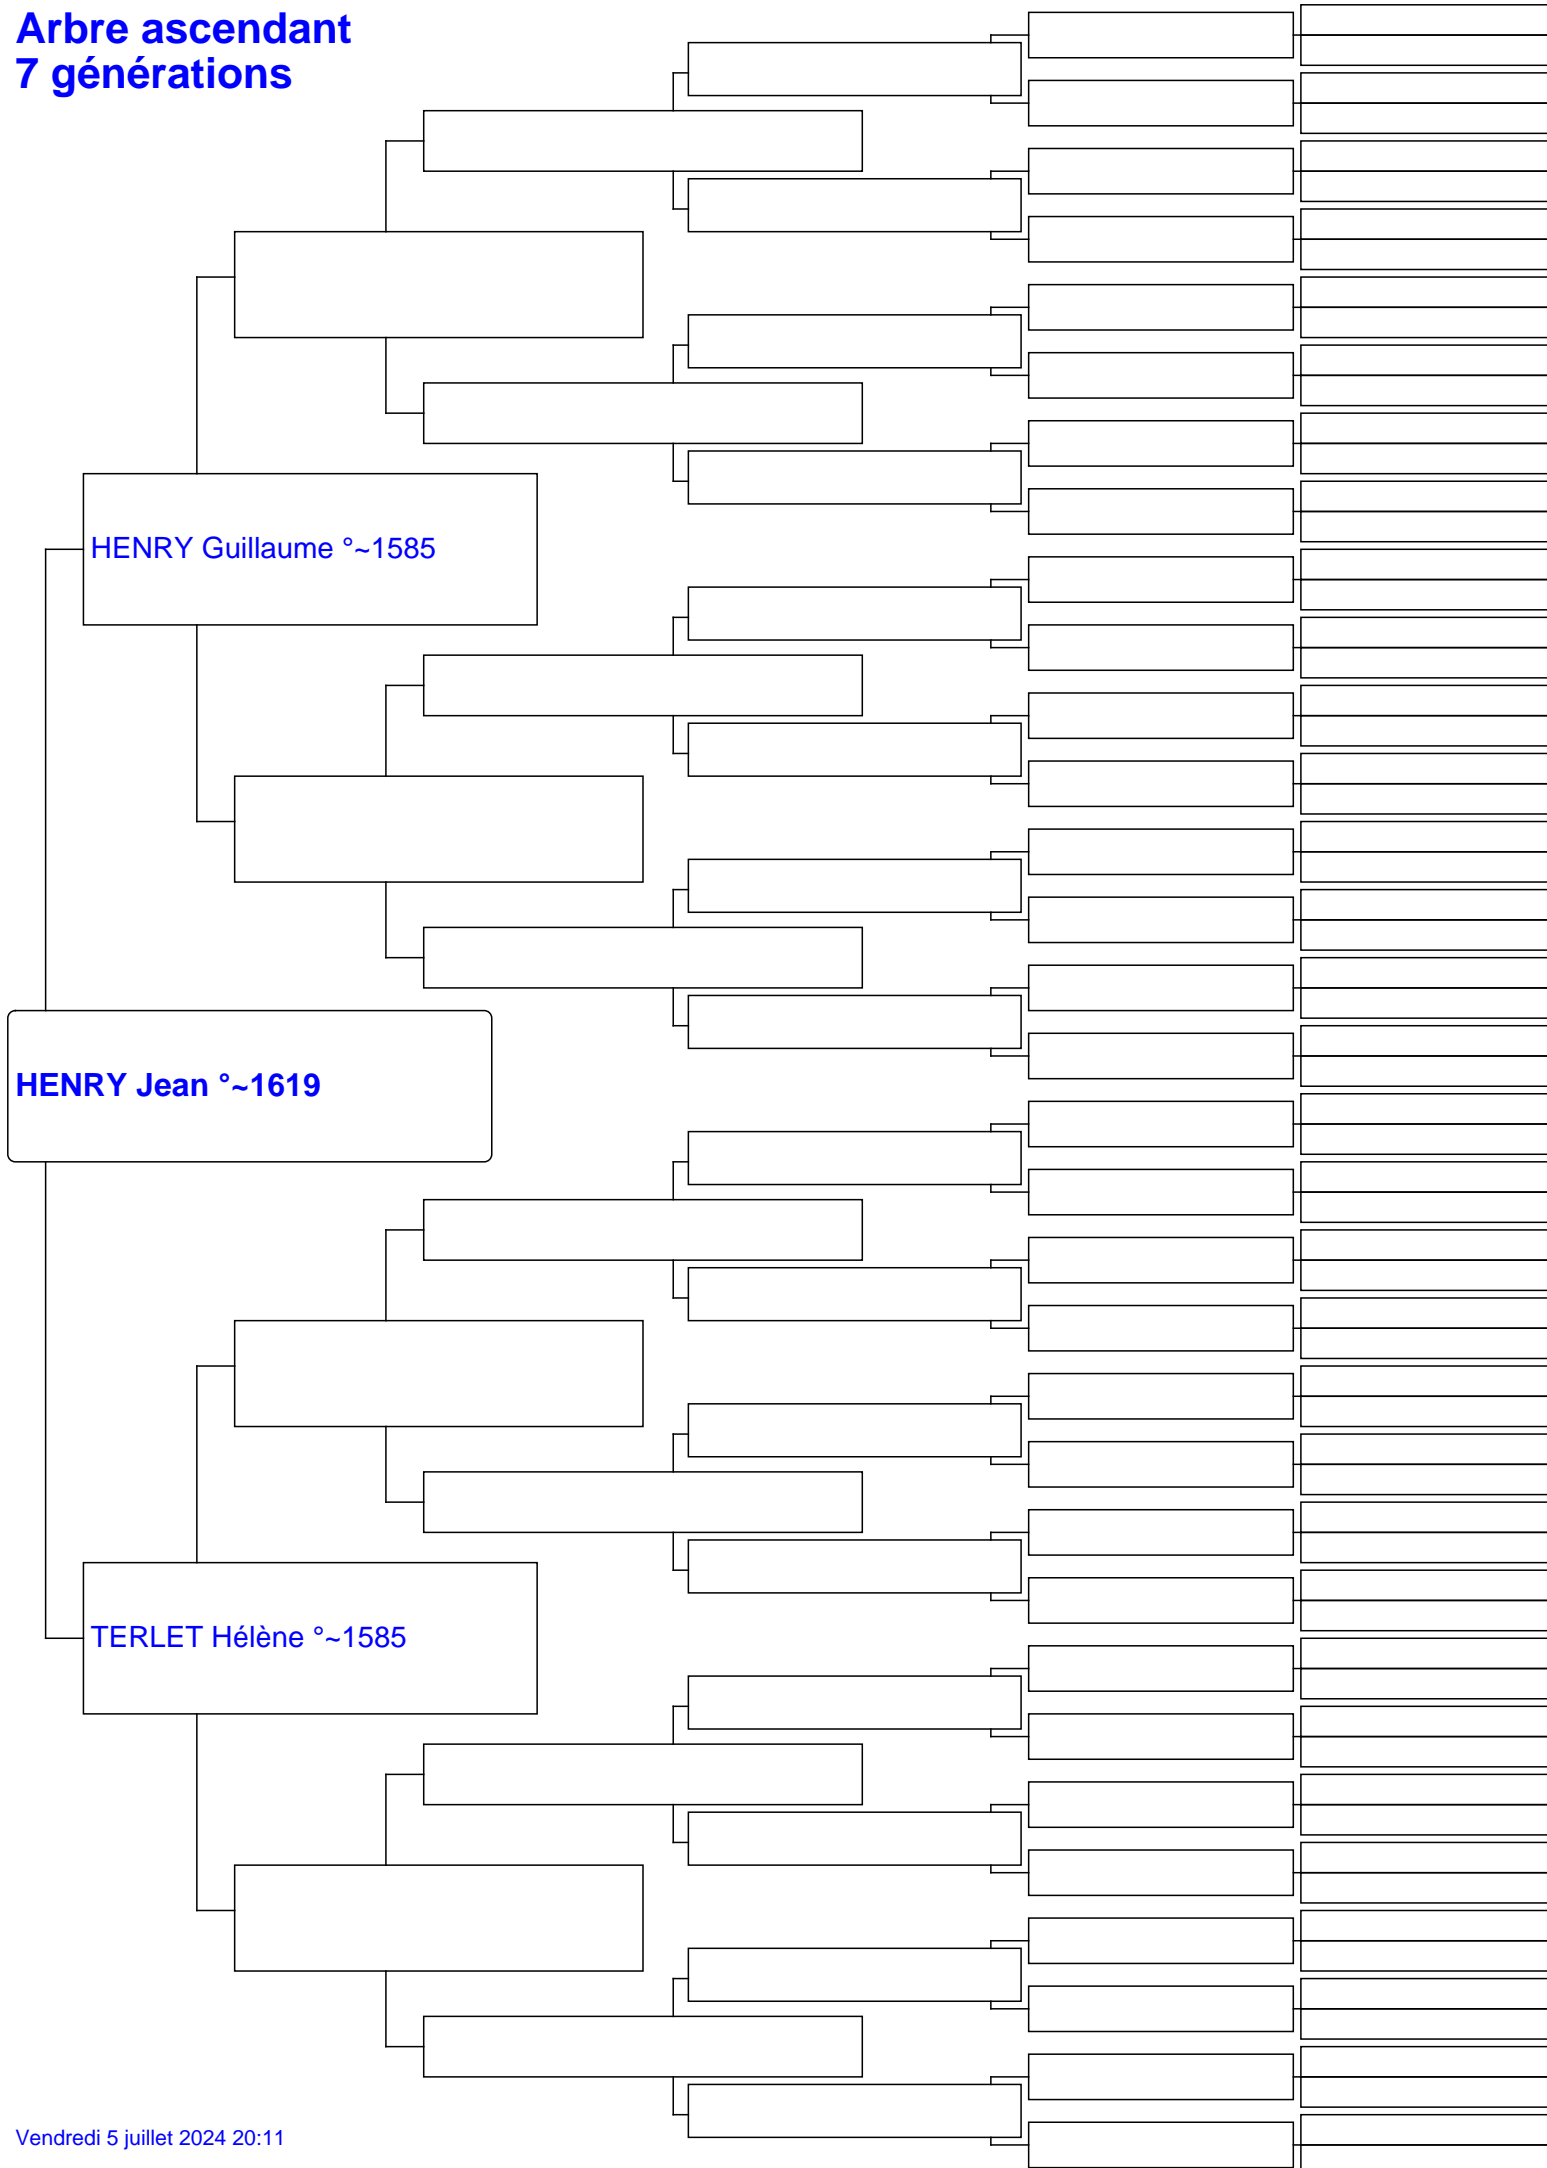 Arbre ascendant
7 générations
HENRY Guillaume °~1585
HENRY Jean °~1619
TERLET Hélène °~1585
Vendredi 5 juillet 2024 20:11